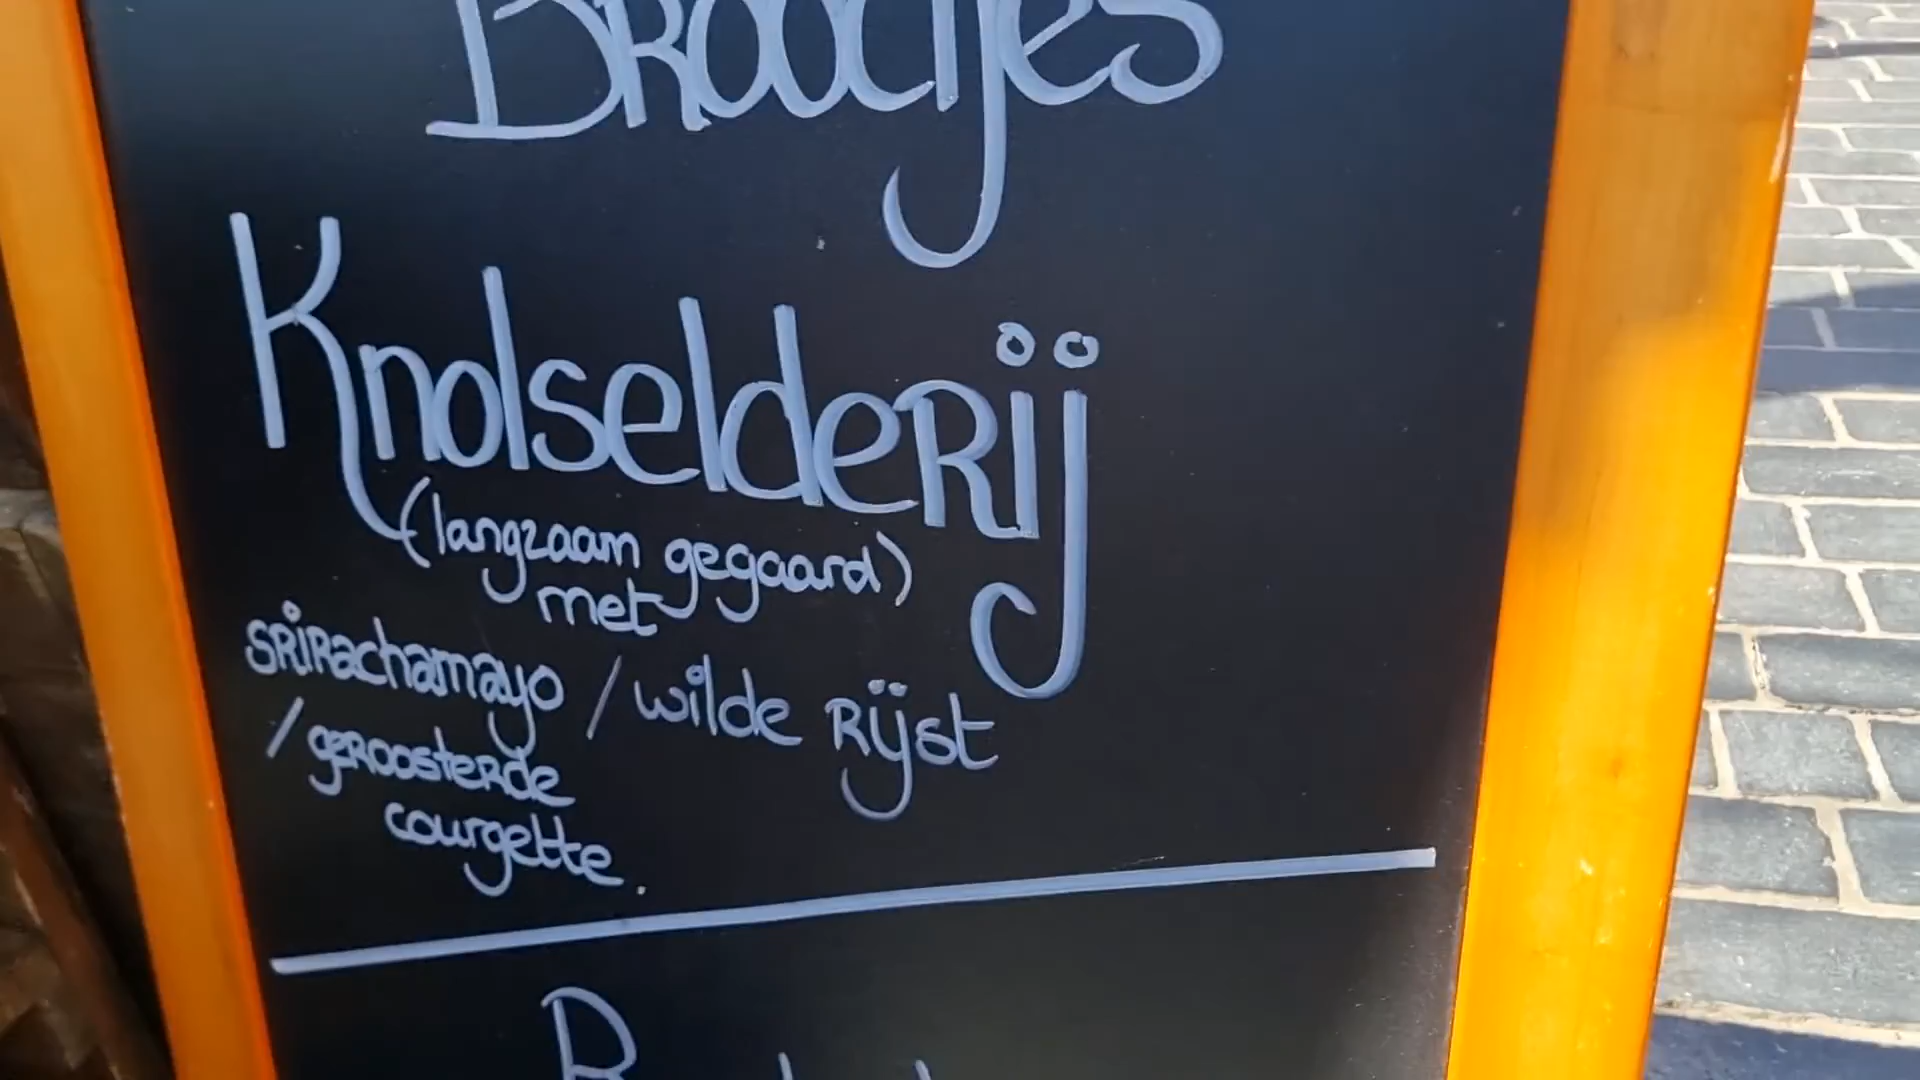 Broodjes
Knolselderij
(langzaam gegaard)
met
srirachamayo / wilde rijst
/ geroosterde
courgette.